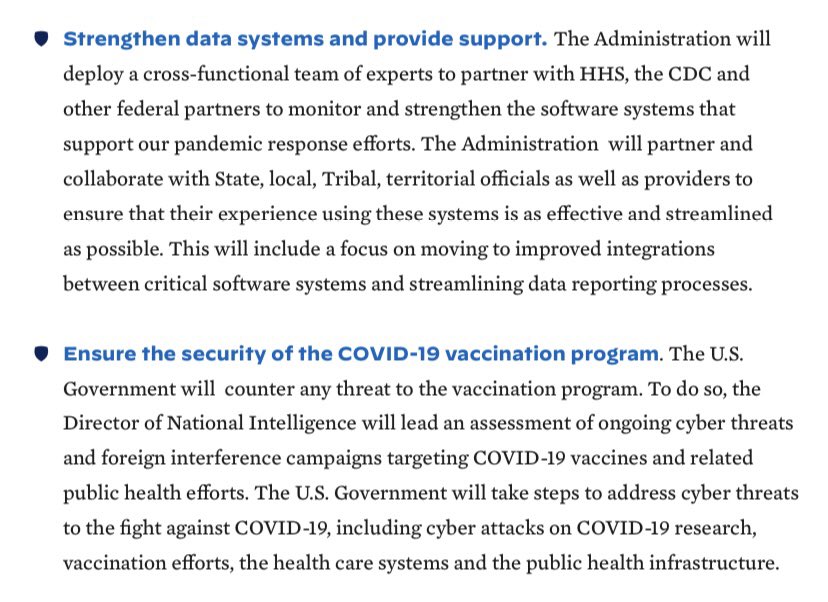 Strengthen data systems and provide support. The Administration will
deploy a cross-functional team of experts to partner with HHS, the CDC and
other federal partners to monitor and strengthen the software systems that
support our pandemic response efforts. The Administration  will partner and
collaborate with State, local, Tribal, territorial officials as well as providers to
ensure that their experience using these systems is as effective and streamlined
as possible. This will include a focus on moving to improved integrations
between critical software systems and streamlining data reporting processes.
Ensure the security of the COVID-19 vaccination program. The U.S.
Government will  counter any threat to the vaccination program. To do so, the
Director of National Intelligence will lead an assessment of ongoing cyber threats
and foreign interference campaigns targeting COVID-19 vaccines and related
public health efforts. The U.S. Government will take steps to address cyber threats
to the fight against COVID-19, including cyber attacks on COVID-19 research,
vaccination efforts, the health care systems and the public health infrastructure.